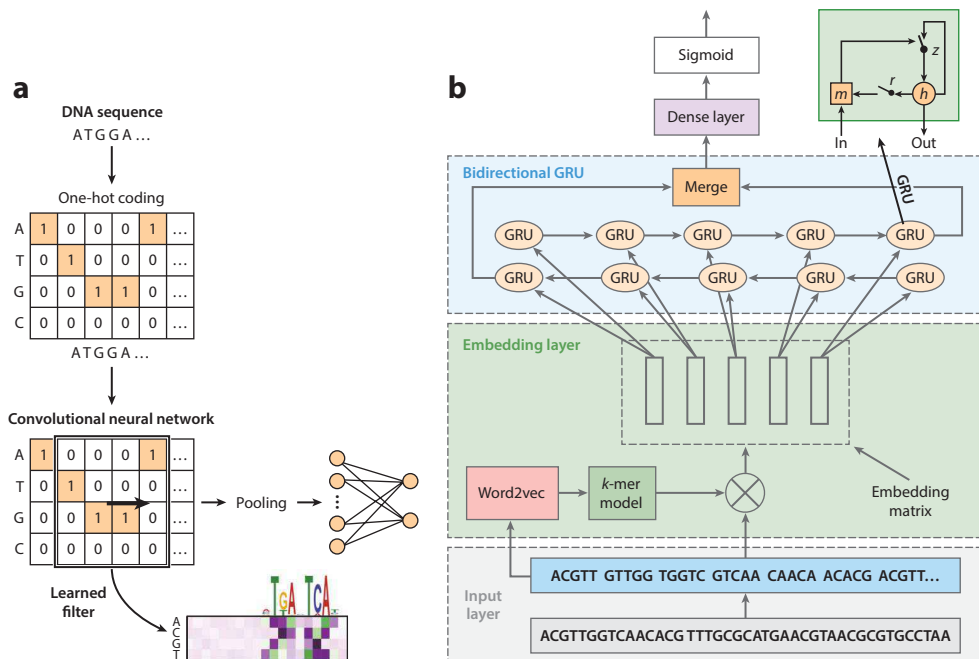 a
DNA sequence
ATGGA...
One-hot coding
A 1 0 0 0 1 ...
T 0 1 0 0 0 ...
G 0 0 1 1 0 ...
C 0 0 0 0 0 ...
ATGGA...
Convolutional neural network
A 1 0 0 0 1 ...
T 0 1 0 0 0 ...
G 0 0 1 1 0 ...
C 0 0 0 0 0 ...
Pooling
Learned
filter
TGA TCA
A
C
G
T
b
Sigmoid
Dense layer
z
r
m
h
In
Out
GRU
Bidirectional GRU
Merge
GRU GRU GRU GRU GRU
GRU GRU GRU GRU GRU
Embedding layer
Word2vec
k-mer
model
Embedding
matrix
Input
layer
ACGTT GTTGG TGGTC GTCAA CAACA ACACG ACGTT...
ACGTTGGTCAACACG TTTGCGCATGAACGTAACGCGTGCCTAA